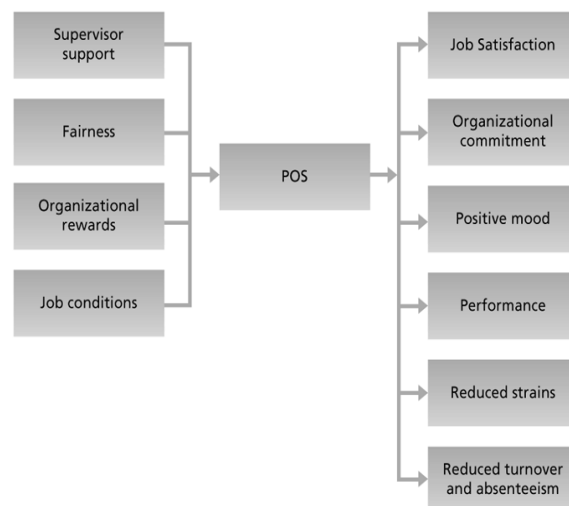 Supervisor
support
Fairness
Organizational
rewards
Job conditions
POS
Job Satisfaction
Organizational
commitment
Positive mood
Performance
Reduced strains
Reduced turnover
and absenteeism